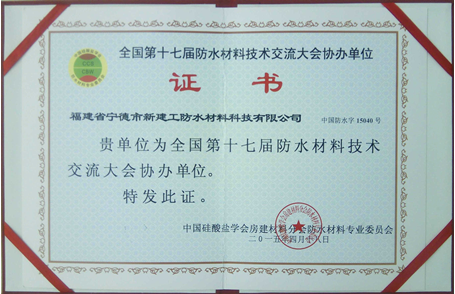 全国第十七届防水材料技术交流大会协办单位
证 书
福建省宁德市新建工防水材料科技有限公司 中国防水字 15040 号
贵单位为全国第十七届防水材料技术
交流大会协办单位。
特发此证。
中国硅酸盐学会房建材料分会防水材料专业委员会
二〇一五年四月十八日